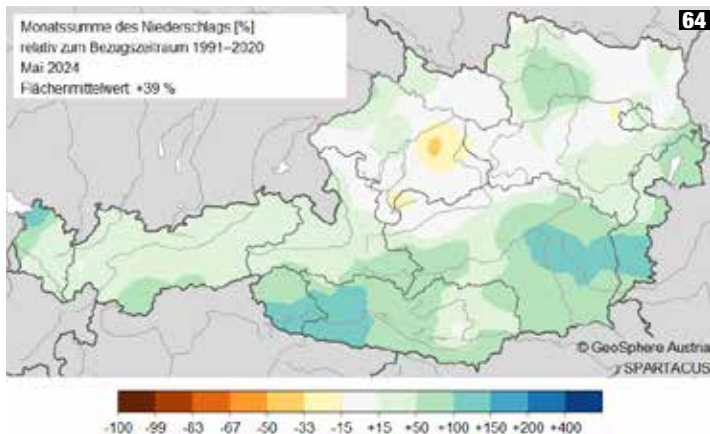 64
Monatssumme des Niederschlags [%]
relativ zum Bezugszeitraum 1991–2020
Mai 2024
Flächenmittelwert: +39 %
© GeoSphere Austria
SPARTACUS
-100 -99 -83 -67 -50 -33 -15 +15 +50 +100 +150 +200 +400